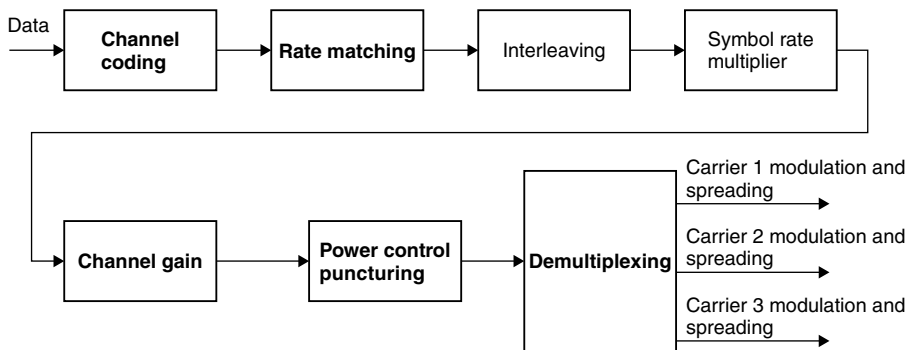 Data
Channel
coding
Rate matching
Interleaving
Symbol rate
multiplier
Channel gain
Power control
puncturing
Demultiplexing
Carrier 1 modulation and
spreading
Carrier 2 modulation and
spreading
Carrier 3 modulation and
spreading